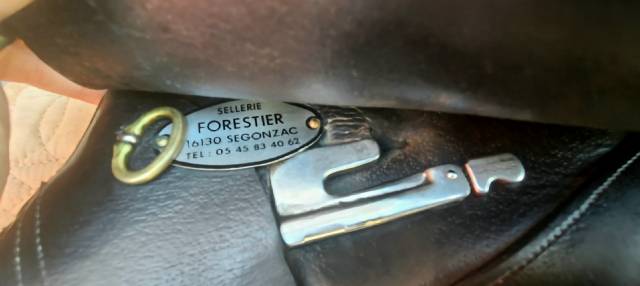 SELLERIE
FORESTIER
16130 SEGONZAC
TEL : 05 45 83 40 62